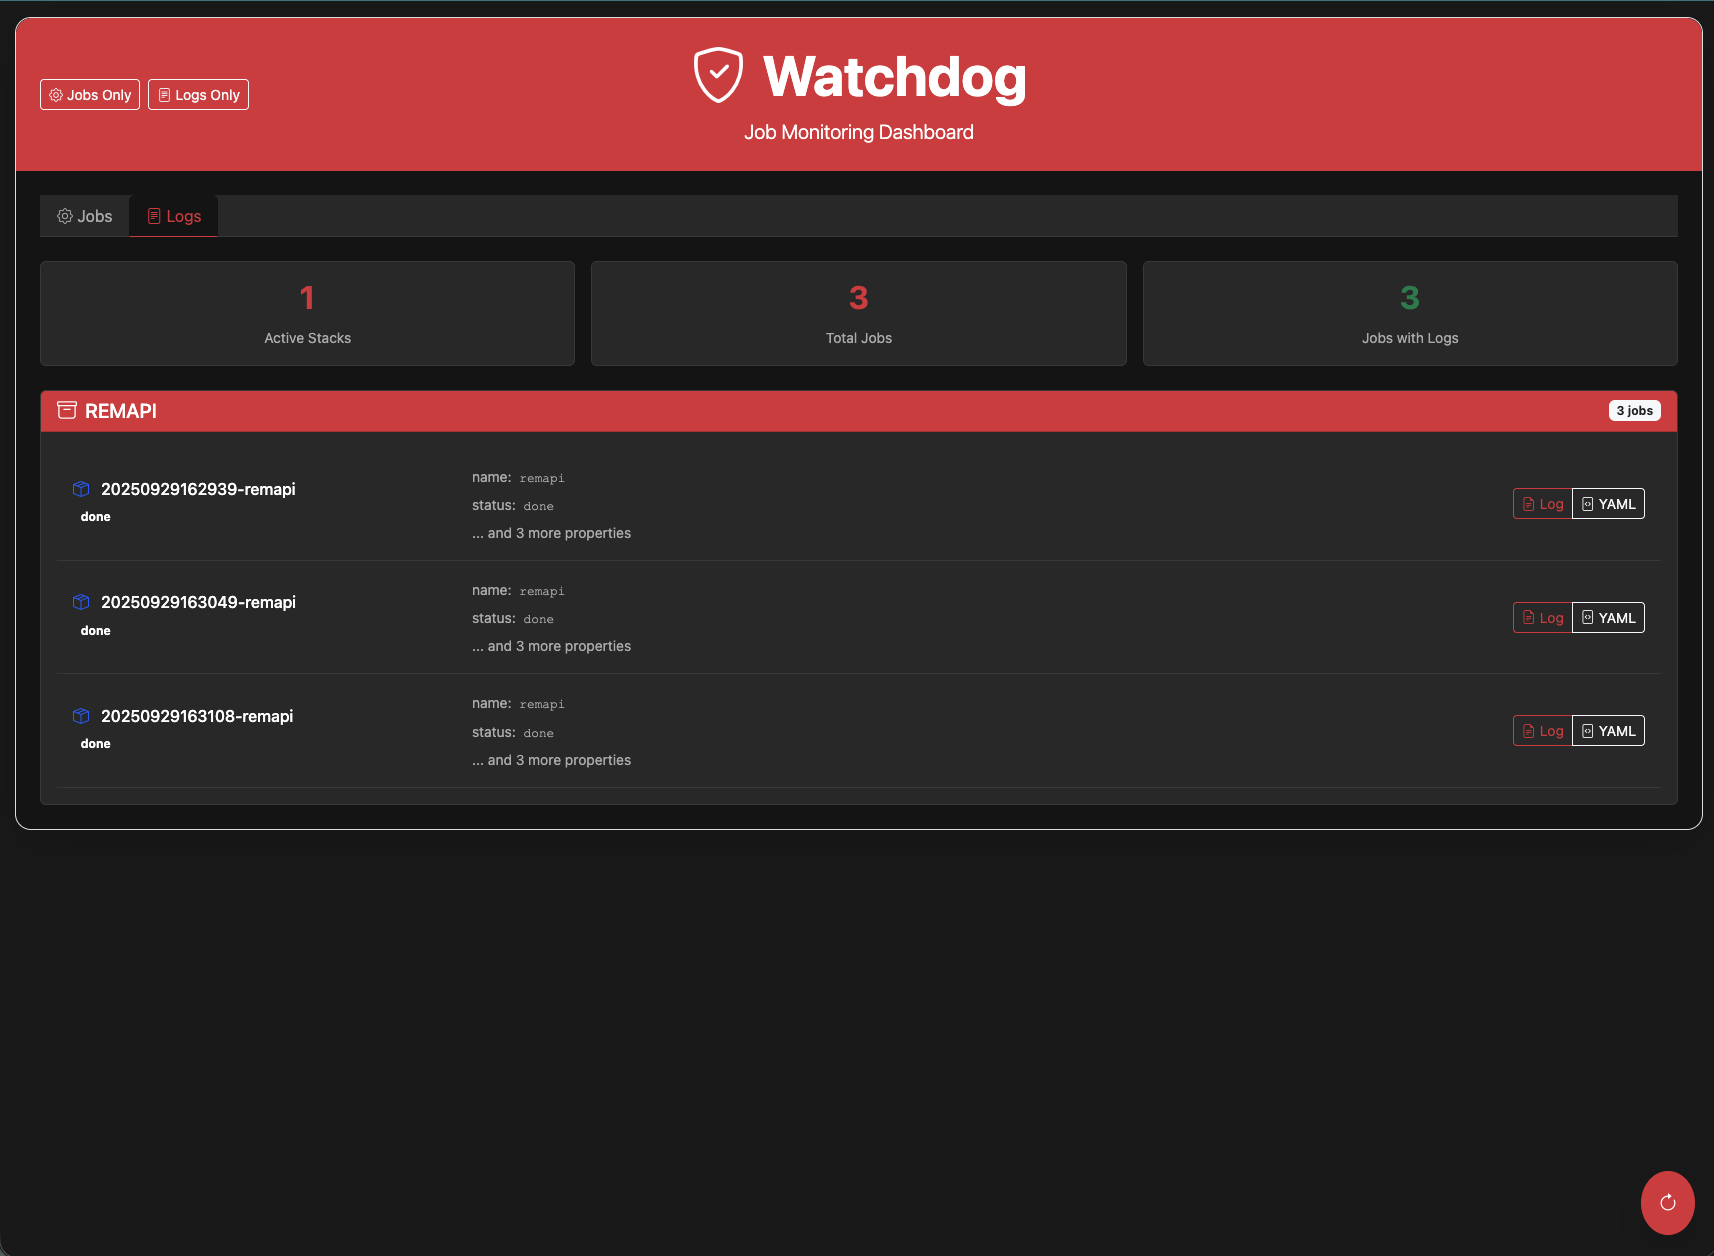 Jobs Only
Logs Only
Watchdog
Job Monitoring Dashboard
Jobs
Logs
1
Active Stacks
3
Total Jobs
3
Jobs with Logs
REMAPI
3 jobs
20250929162939-remapi
done
name: remapi
status: done
... and 3 more properties
Log
YAML
20250929163049-remapi
done
name: remapi
status: done
... and 3 more properties
Log
YAML
20250929163108-remapi
done
name: remapi
status: done
... and 3 more properties
Log
YAML